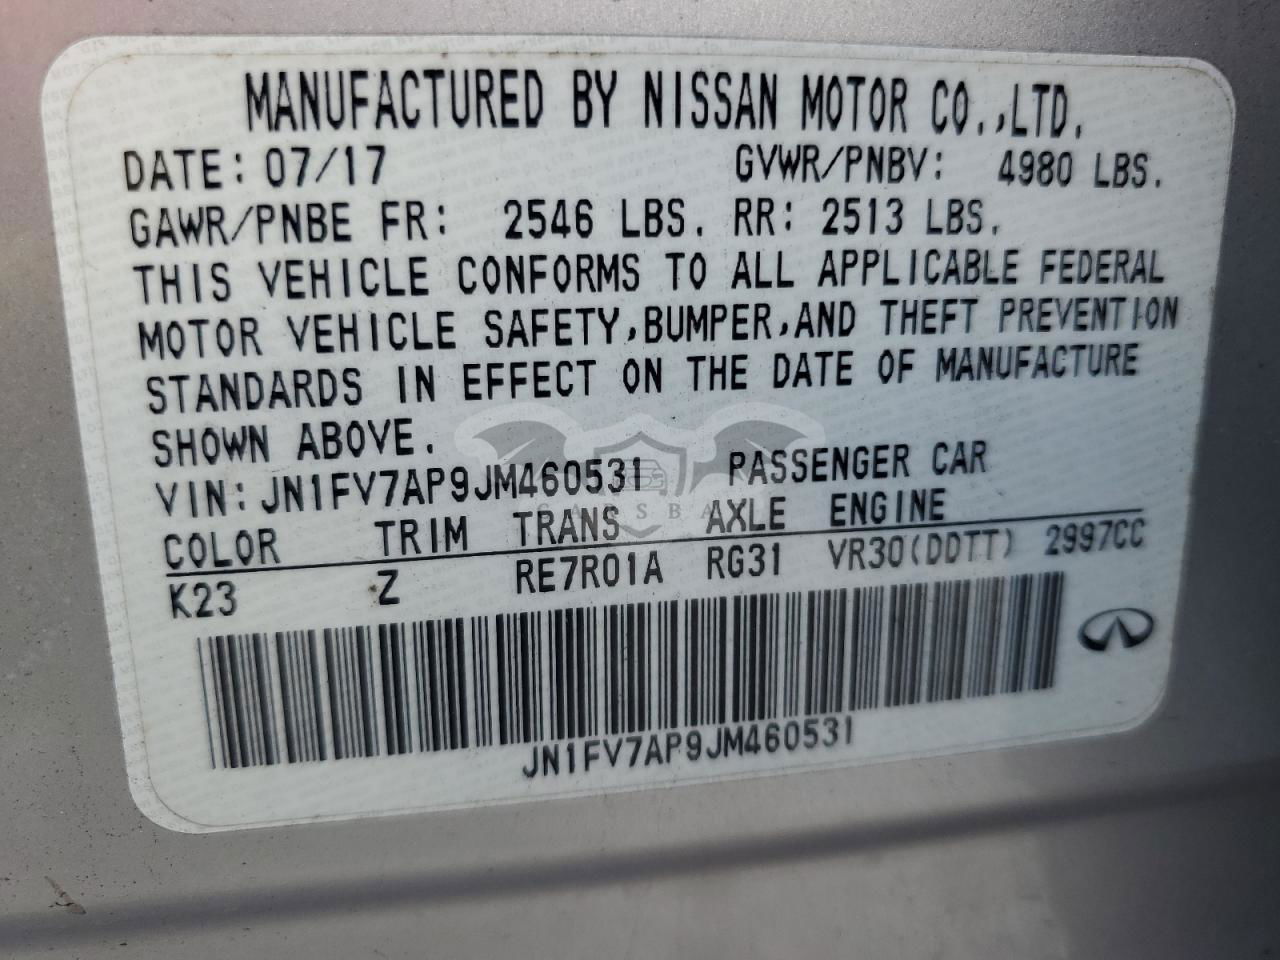 MANUFACTURED BY NISSAN MOTOR CO.,LTD.
DATE: 07/17 GVWR/PNBV: 4980 LBS.
GAWR/PNBE FR: 2546 LBS. RR: 2513 LBS.
THIS VEHICLE CONFORMS TO ALL APPLICABLE FEDERAL
MOTOR VEHICLE SAFETY,BUMPER,AND THEFT PREVENTION
STANDARDS IN EFFECT ON THE DATE OF MANUFACTURE
SHOWN ABOVE.
VIN: JN1FV7AP9JM460531 PASSENGER CAR
COLOR TRIM TRANS AXLE ENGINE
K23 Z RE7R01A RG31 VR30(DDTT) 2997CC
JN1FV7AP9JM460531